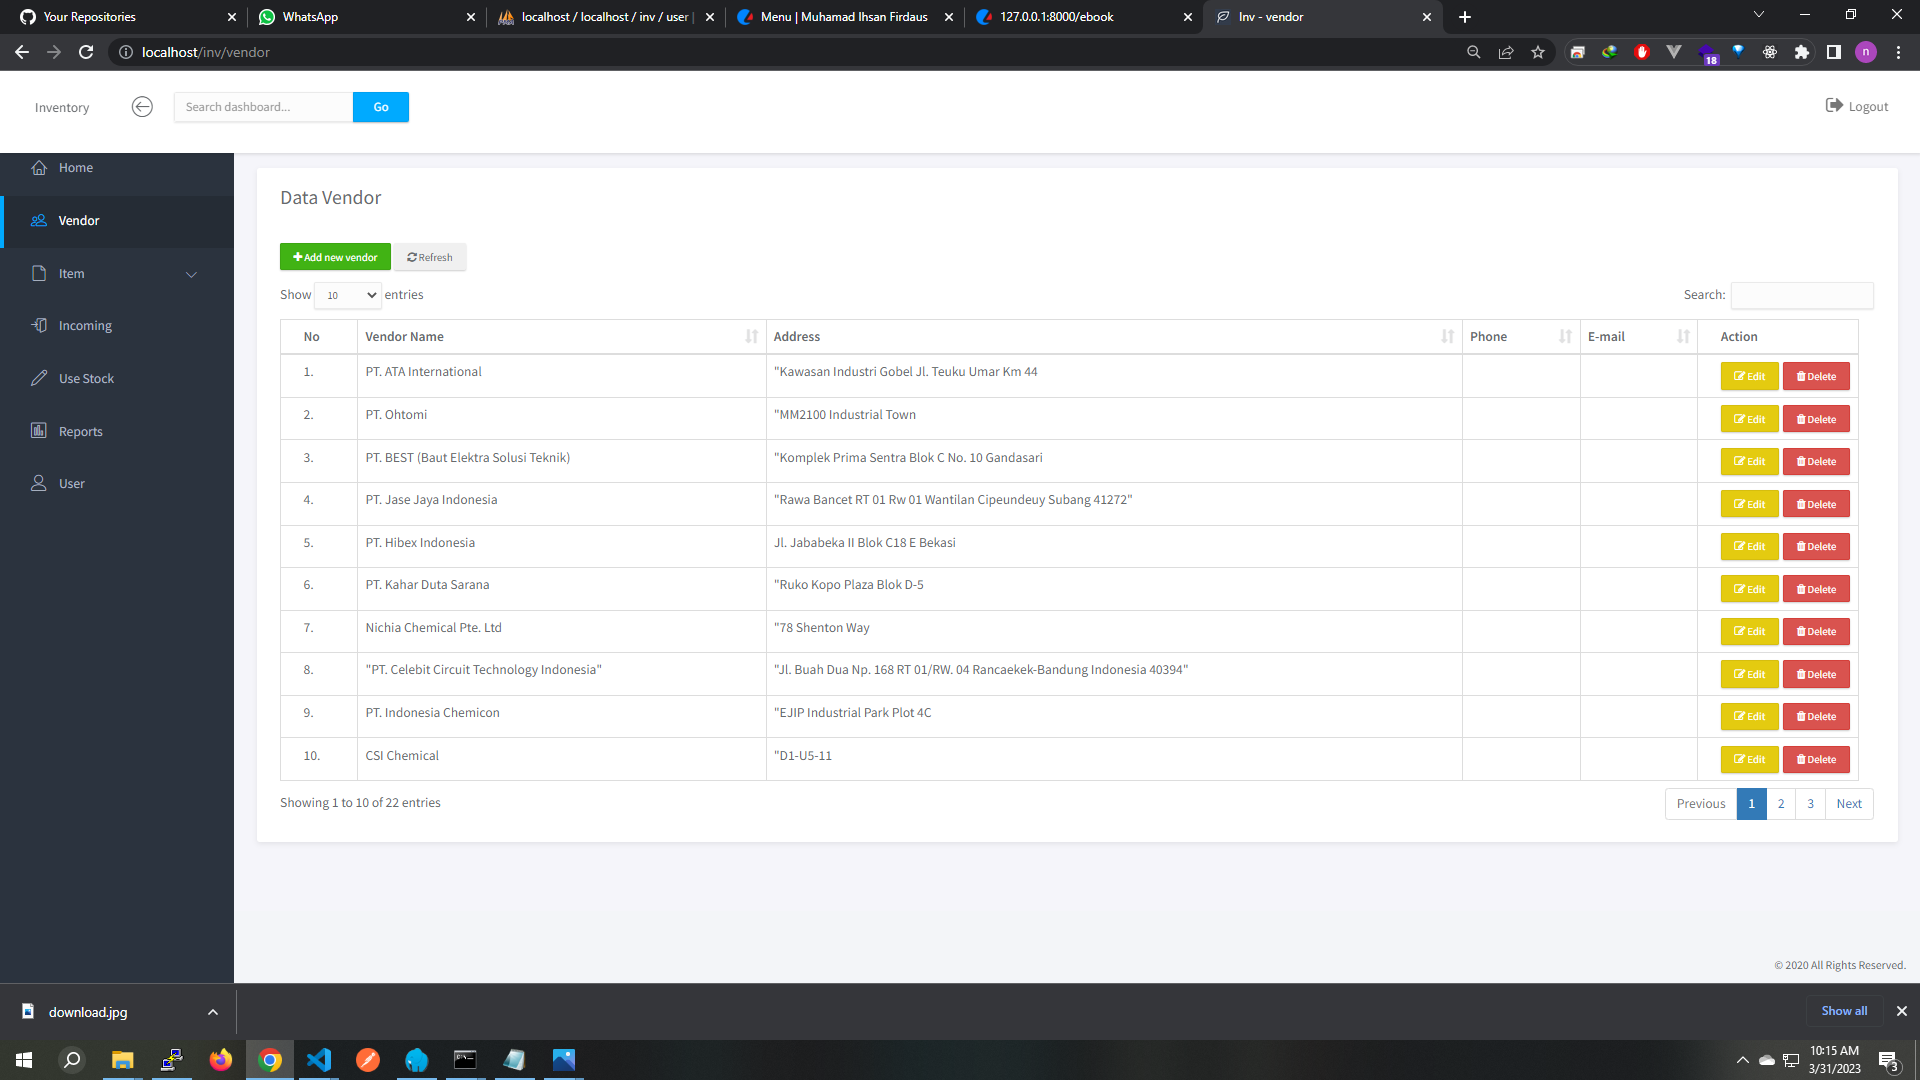 Your Repositories
WhatsApp
localhost / localhost / inv / user
Menu | Muhamad Ihsan Firdaus
127.0.0.1:8000/ebook
Inv - vendor
localhost/inv/vendor
18
n
Inventory
Search dashboard...
Go
Logout
Home
Vendor
Item
Incoming
Use Stock
Reports
User
Data Vendor
Add new vendor
Refresh
Show 10 entries
Search:
No Vendor Name Address Phone E-mail Action
1. PT. ATA International "Kawasan Industri Gobel Jl. Teuku Umar Km 44 Edit Delete
2. PT. Ohtomi "MM2100 Industrial Town Edit Delete
3. PT. BEST (Baut Elektra Solusi Teknik) "Komplek Prima Sentra Blok C No. 10 Gandasari Edit Delete
4. PT. Jase Jaya Indonesia "Rawa Bancet RT 01 Rw 01 Wantilan Cipeundeuy Subang 41272" Edit Delete
5. PT. Hibex Indonesia Jl. Jababeka II Blok C18 E Bekasi Edit Delete
6. PT. Kahar Duta Sarana "Ruko Kopo Plaza Blok D-5 Edit Delete
7. Nichia Chemical Pte. Ltd "78 Shenton Way Edit Delete
8. "PT. Celebit Circuit Technology Indonesia" "Jl. Buah Dua Np. 168 RT 01/RW. 04 Rancaekek-Bandung Indonesia 40394" Edit Delete
9. PT. Indonesia Chemicon "EJIP Industrial Park Plot 4C Edit Delete
10. CSI Chemical "D1-U5-11 Edit Delete
Showing 1 to 10 of 22 entries
Previous 1 2 3 Next
© 2020 All Rights Reserved.
download.jpg
Show all
10:15 AM
3/31/2023
3